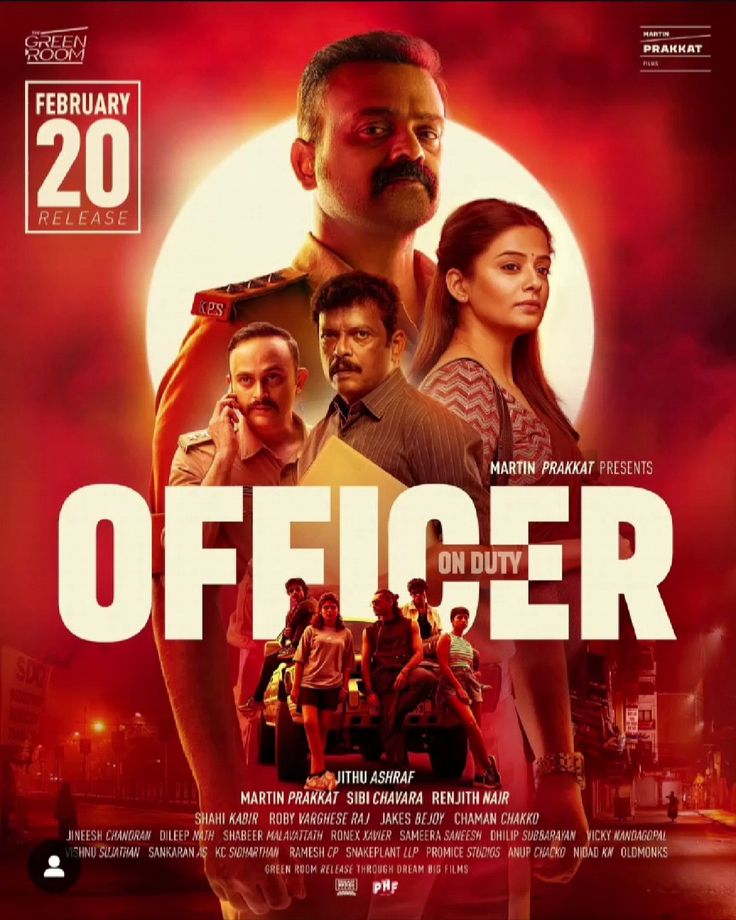 THE
GREEN
ROOM
MARTIN
PRAKKAT
FILMS
FEBRUARY
20
RELEASE
KPS
MARTIN PRAKKAT PRESENTS
OFFICER
ON DUTY
JITHU ASHRAF
MARTIN PRAKKAT SIBI CHAVARA RENJITH NAIR
SHAHI KABIR ROBY VARGHESE RAJ JAKES BEJOY CHAMAN CHAKKO
JINEESH CHANDRAN DILEEP NATH SHABEER MALAVATTATH RONEX XAVIER SAMEERA SANEESH DHILIP SUBBARAYAN VICKY NANDAGOPAL
VISHNU SUJATHAN SANKARAN AS KC SIDHARTHAN RAMESH CP SNAKEPLANT LLP PROMICE STUDIOS ANUP CHACKO NIDAD KN OLDMONKS
GREEN ROOM RELEASE THROUGH DREAM BIG FILMS